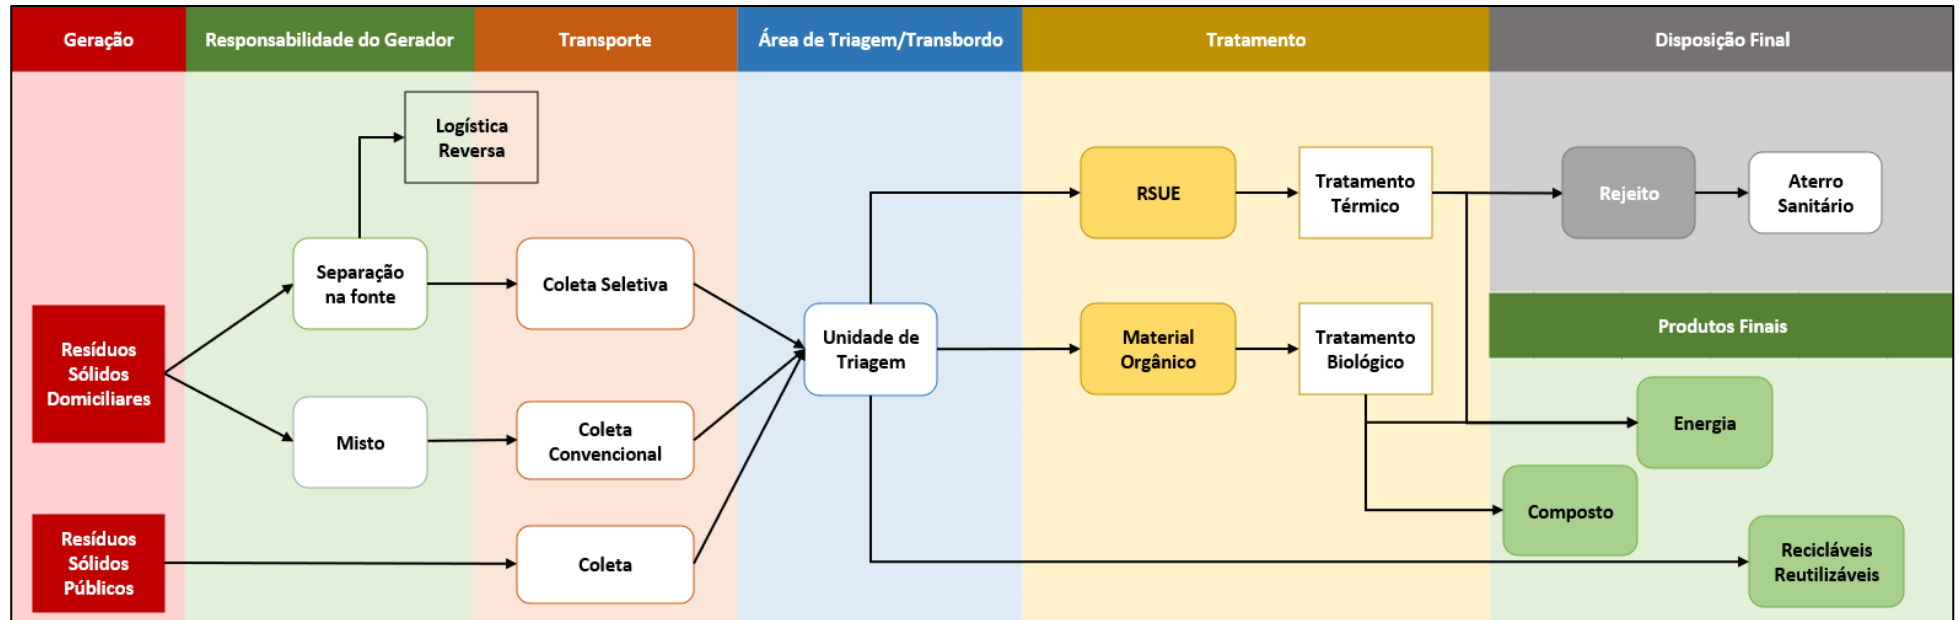 Geração
Responsabilidade do Gerador
Transporte
Área de Triagem/Transbordo
Tratamento
Disposição Final
Logística
Reversa
RSUE
Tratamento
Térmico
Rejeito
Aterro
Sanitário
Separação
na fonte
Coleta Seletiva
Resíduos
Sólidos
Domiciliares
Unidade de
Triagem
Material
Orgânico
Tratamento
Biológico
Produtos Finais
Misto
Coleta
Convencional
Energia
Composto
Resíduos
Sólidos
Públicos
Coleta
Recicláveis
Reutilizáveis